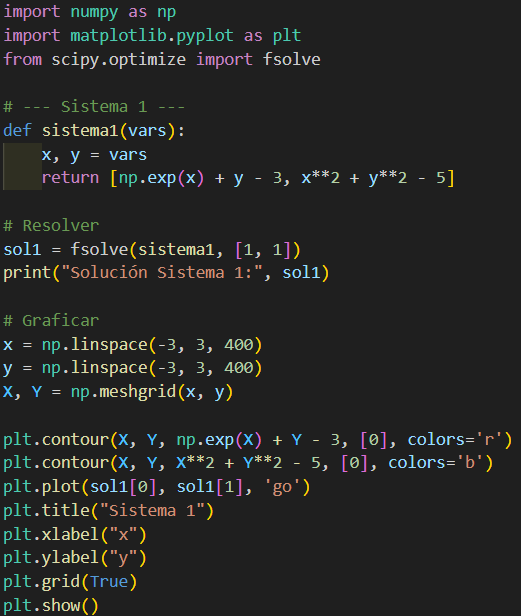 import numpy as np
import matplotlib.pyplot as plt
from scipy.optimize import fsolve

# --- Sistema 1 ---
def sistema1(vars):
    x, y = vars
    return [np.exp(x) + y - 3, x**2 + y**2 - 5]

# Resolver
sol1 = fsolve(sistema1, [1, 1])
print("Solución Sistema 1:", sol1)

# Graficar
x = np.linspace(-3, 3, 400)
y = np.linspace(-3, 3, 400)
X, Y = np.meshgrid(x, y)

plt.contour(X, Y, np.exp(X) + Y - 3, [0], colors='r')
plt.contour(X, Y, X**2 + Y**2 - 5, [0], colors='b')
plt.plot(sol1[0], sol1[1], 'go')
plt.title("Sistema 1")
plt.xlabel("x")
plt.ylabel("y")
plt.grid(True)
plt.show()